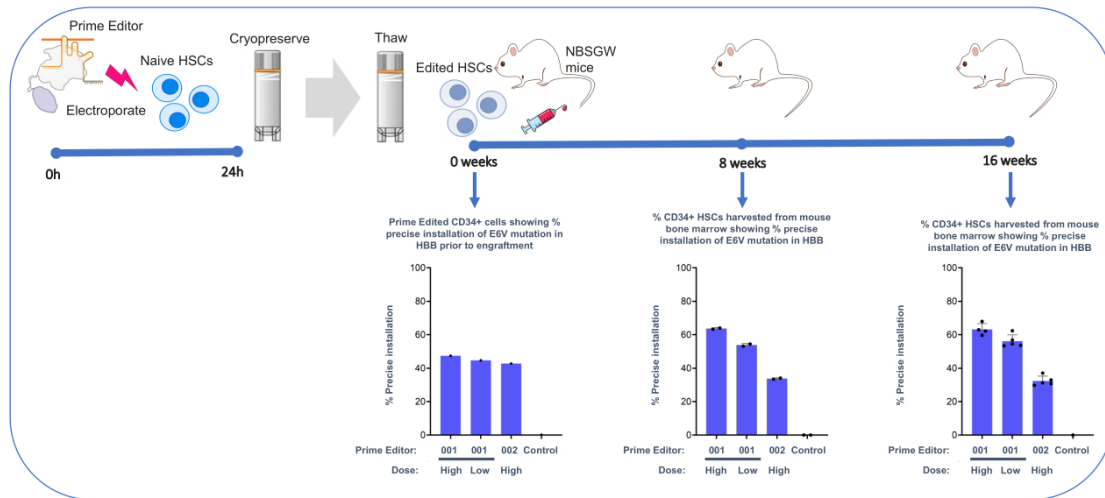 Prime Editor
Naive HSCs
Electroporate
Cryopreserve
Thaw
Edited HSCs
NBSGW
mice
0h
24h
0 weeks
8 weeks
16 weeks
Prime Edited CD34+ cells showing %
precise installation of E6V mutation in
HBB prior to engraftment
% Precise installation
100
80
60
40
20
0
Prime Editor: 001 001 002 Control
Dose: High Low High
% CD34+ HSCs harvested from mouse
bone marrow showing % precise
installation of E6V mutation in HBB
% Precise installation
100
80
60
40
20
0
Prime Editor: 001 001 002 Control
Dose: High Low High
% CD34+ HSCs harvested from mouse
bone marrow showing % precise
installation of E6V mutation in HBB
% Precise installation
100
80
60
40
20
0
Prime Editor: 001 001 002 Control
Dose: High Low High